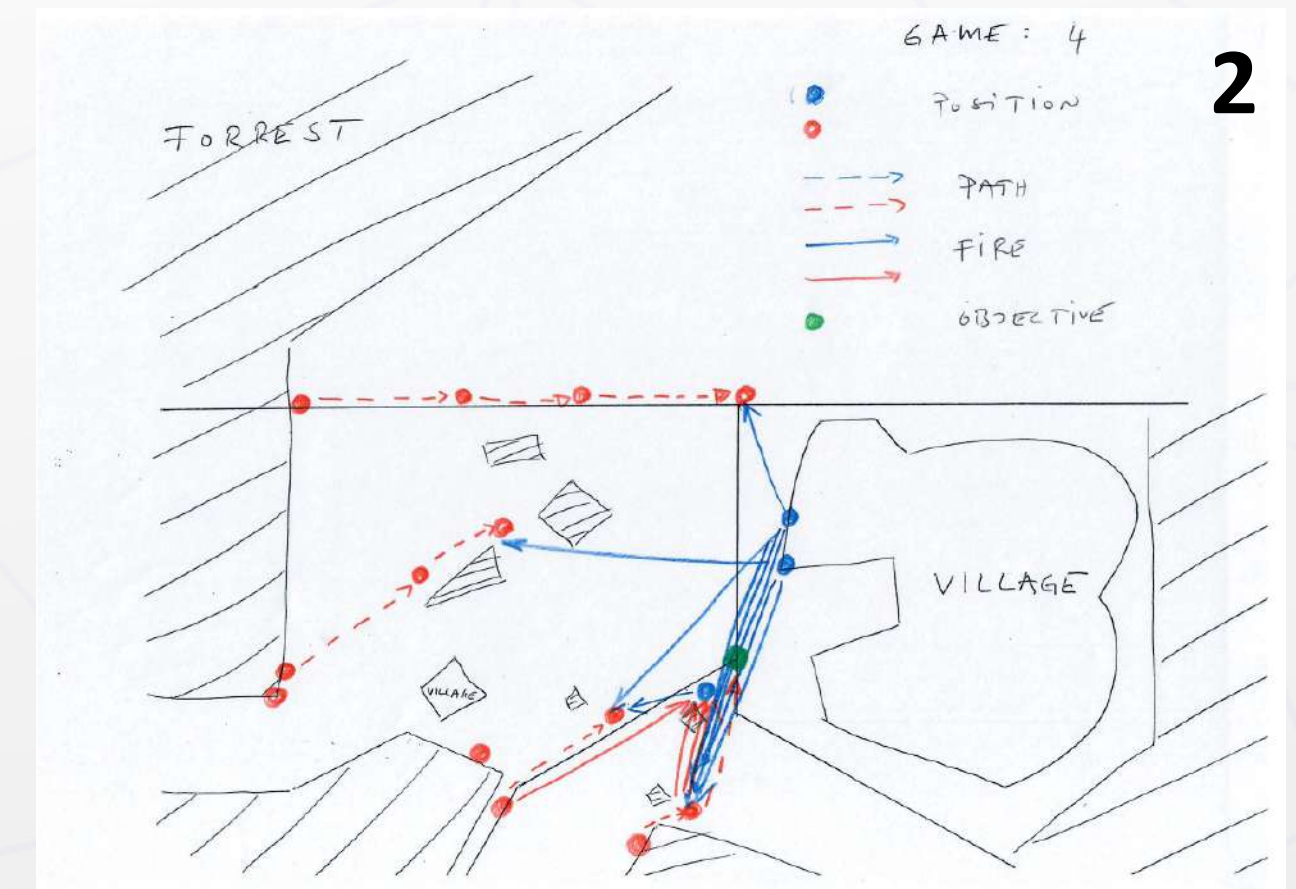 GAME: 4
2
POSITION
FORREST
PATH
FIRE
OBJECTIVE
VILLAGE
VILLAGE